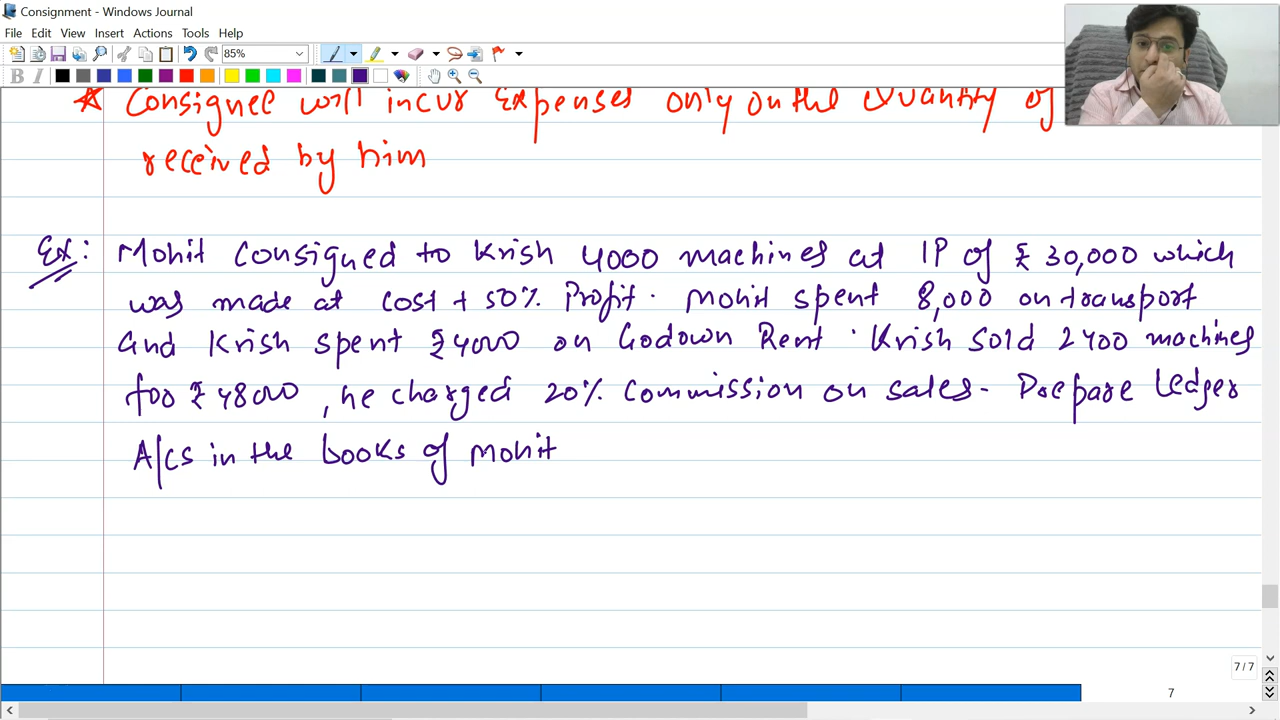 Consignment - Windows Journal
File Edit View Insert Actions Tools Help
85%
B I
* Consignee will incur Expenses only on the Quantity of
received by him
Ex: Mohit Consigned to Krish 4000 machines at IP of ₹ 30,000 which
was made at cost + 50% Profit. Mohit spent 8,000 on transport
and Krish spent ₹4000 on Godown Rent. Krish sold 2400 machines
for ₹48000, he charged 20% Commission on sales- Prepare Ledger
A/cs in the books of Mohit
7/7
7